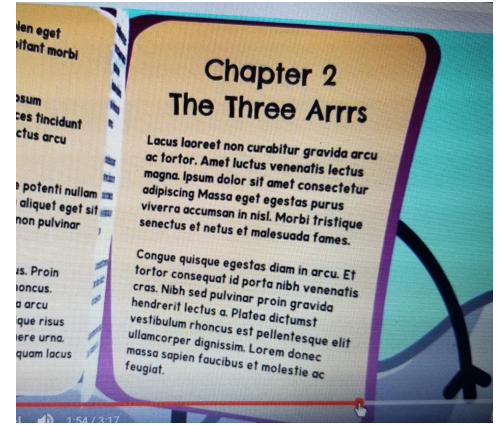 len eget
bitant morbi
osum
ces tincidunt
ctus arcu
potenti nullam
aliquet eget sit
non pulvinar
us. Proin
honcus.
a arcu
que risus
ere urna.
quam lacus
Chapter 2
The Three Arrrs
Lacus laoreet non curabitur gravida arcu
ac tortor. Amet luctus venenatis lectus
magna. Ipsum dolor sit amet consectetur
adipiscing Massa eget egestas purus
viverra accumsan in nisl. Morbi tristique
senectus et netus et malesuada fames.
Congue quisque egestas diam in arcu. Et
tortor consequat id porta nibh venenatis
cras. Nibh sed pulvinar proin gravida
hendrerit lectus a. Platea dictumst
vestibulum rhoncus est pellentesque elit
ullamcorper dignissim. Lorem donec
massa sapien faucibus et molestie ac
feugiat.
1:54 / 3:17